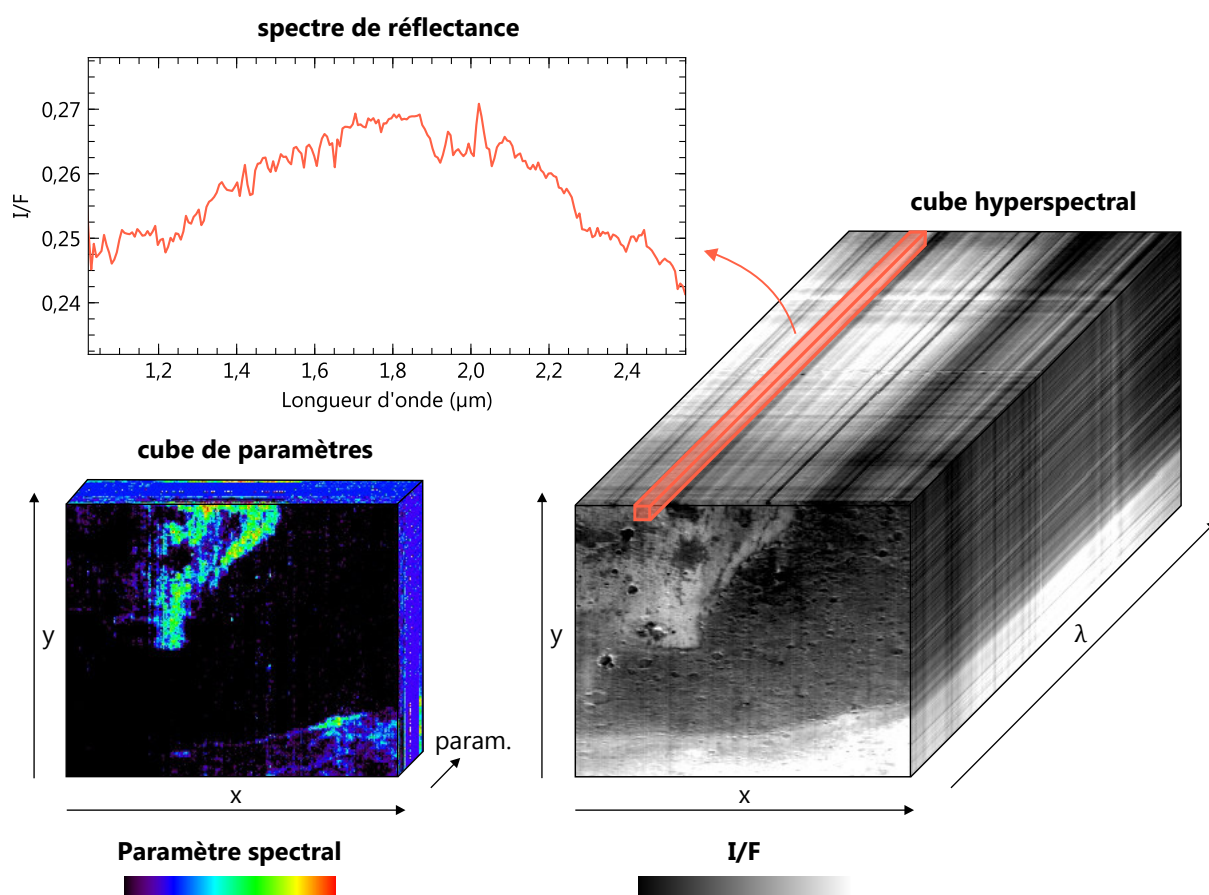 spectre de réflectance
0,27
0,26
0,25
0,24
I/F
1,2 1,4 1,6 1,8 2,0 2,2 2,4
Longueur d'onde (µm)
cube hyperspectral
cube de paramètres
y
x
param.
y
x
λ
Paramètre spectral
I/F